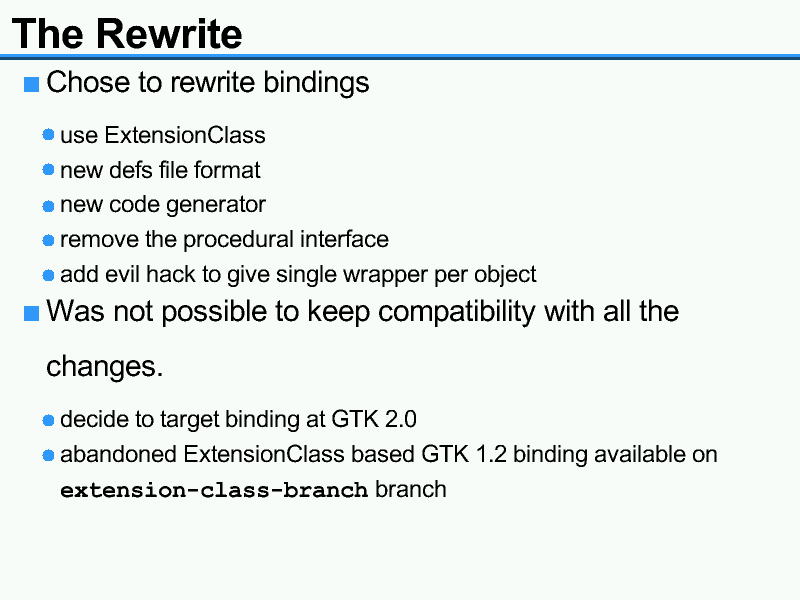 The Rewrite
Chose to rewrite bindings
use ExtensionClass
new defs file format
new code generator
remove the procedural interface
add evil hack to give single wrapper per object
Was not possible to keep compatibility with all the
changes.
decide to target binding at GTK 2.0
abandoned ExtensionClass based GTK 1.2 binding available on
extension-class-branch branch